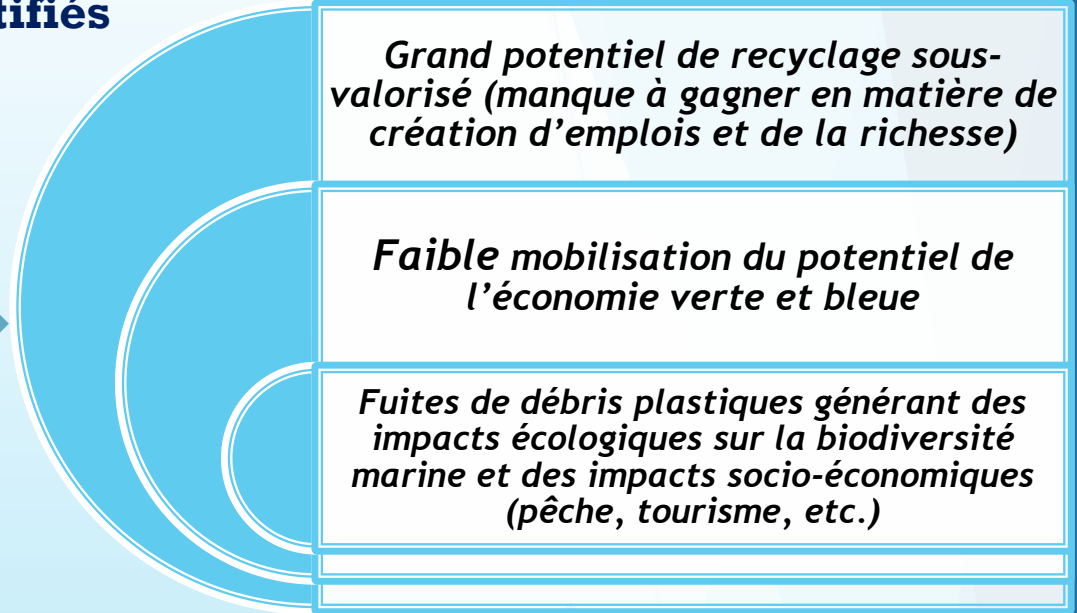 tifiés
Grand potentiel de recyclage sous-
valorisé (manque à gagner en matière de
création d’emplois et de la richesse)
Faible mobilisation du potentiel de
l’économie verte et bleue
Fuites de débris plastiques générant des
impacts écologiques sur la biodiversité
marine et des impacts socio-économiques
(pêche, tourisme, etc.)